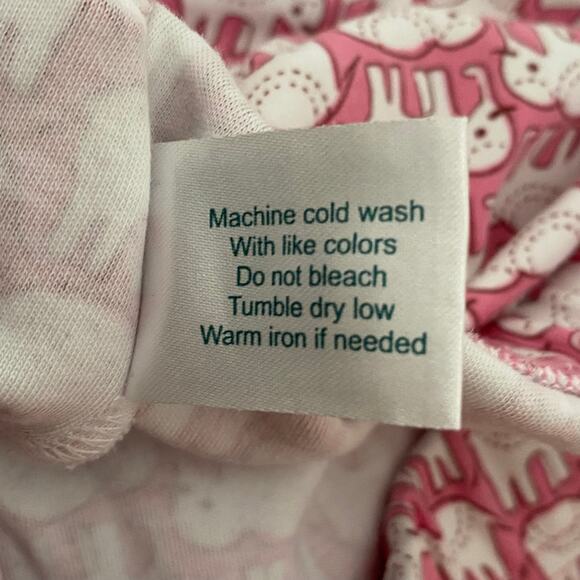 Machine cold wash
With like colors
Do not bleach
Tumble dry low
Warm iron if needed